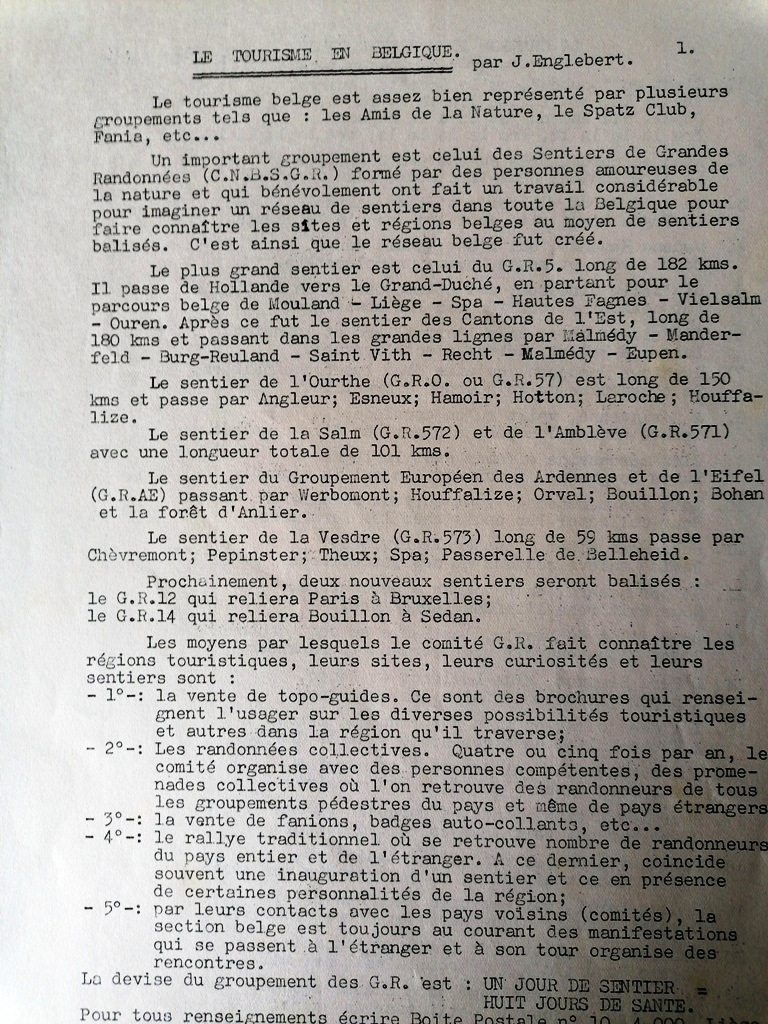 LE TOURISME EN BELGIQUE. par J.Englebert. 1.
Le tourisme belge est assez bien représenté par plusieurs
groupements tels que : les Amis de la Nature, le Spatz Club,
Fania, etc...
Un important groupement est celui des Sentiers de Grandes
Randonnées (C.N.B.S.G.R.) formé par des personnes amoureuses de
la nature et qui bénévolement ont fait un travail considérable
pour imaginer un réseau de sentiers dans toute la Belgique pour
faire connaître les sites et régions belges au moyen de sentiers
balisés. C'est ainsi que le réseau belge fut créé.
Le plus grand sentier est celui du G.R.5. long de 182 kms.
Il passe de Hollande vers le Grand-Duché, en partant pour le
parcours belge de Mouland - Liège - Spa - Hautes Fagnes - Vielsalm
- Ouren. Après ce fut le sentier des Cantons de l'Est, long de
180 kms et passant dans les grandes lignes par Malmédy - Mander-
feld - Burg-Reuland - Saint Vith - Recht - Malmédy - Eupen.
Le sentier de l'Ourthe (G.R.O. ou G.R.57) est long de 150
kms et passe par Angleur; Esneux; Hamoir; Hotton; Laroche; Houffa-
lize.
Le sentier de la Salm (G.R.572) et de l'Amblève (G.R.571)
avec une longueur totale de 101 kms.
Le sentier du Groupement Européen des Ardennes et de l'Eifel
(G.R.AE) passant par Werbomont; Houffalize; Orval; Bouillon; Bohan
et la forêt d'Anlier.
Le sentier de la Vesdre (G.R.573) long de 59 kms passe par
Chèvremont; Pepinster; Theux; Spa; Passerelle de Belleheid.
Prochainement, deux nouveaux sentiers seront balisés :
le G.R.12 qui reliera Paris à Bruxelles;
le G.R.14 qui reliera Bouillon à Sedan.
Les moyens par lesquels le comité G.R. fait connaître les
régions touristiques, leurs sites, leurs curiosités et leurs
sentiers sont :
- 1°-: la vente de topo-guides. Ce sont des brochures qui rensei-
gnent l'usager sur les diverses possibilités touristiques
et autres dans la région qu'il traverse;
- 2°-: Les randonnées collectives. Quatre ou cinq fois par an, le
comité organise avec des personnes compétentes, des prome-
nades collectives où l'on retrouve des randonneurs de tous
les groupements pédestres du pays et même de pays étrangers
- 3°-: la vente de fanions, badges auto-collants, etc...
- 4°-: le rallye traditionnel où se retrouve nombre de randonneurs
du pays entier et de l'étranger. A ce dernier, coincide
souvent une inauguration d'un sentier et ce en présence
de certaines personnalités de la région;
- 5°-: par leurs contacts avec les pays voisins (comités), la
section belge est toujours au courant des manifestations
qui se passent à l'étranger et à son tour organise des
rencontres.
La devise du groupement des G.R. est : UN JOUR DE SENTIER =
HUIT JOURS DE SANTE.
Pour tous renseignements écrire Boite Postale n° 10 4.000 Liège